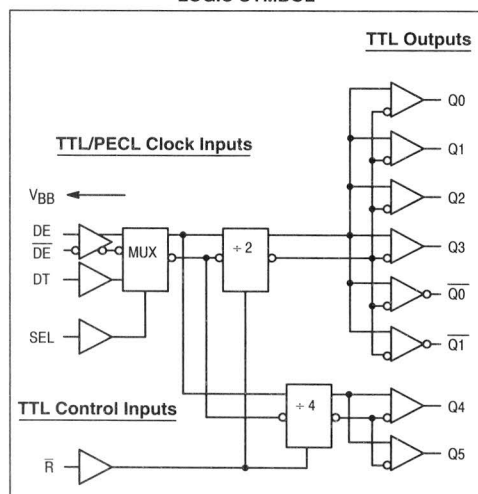 LOGIC SYMBOL
TTL Outputs
Q0
Q1
TTL/PECL Clock Inputs
Q2
VBB
DE
DE
MUX
÷ 2
Q3
DT
Q0
SEL
Q1
÷ 4
Q4
TTL Control Inputs
Q5
R